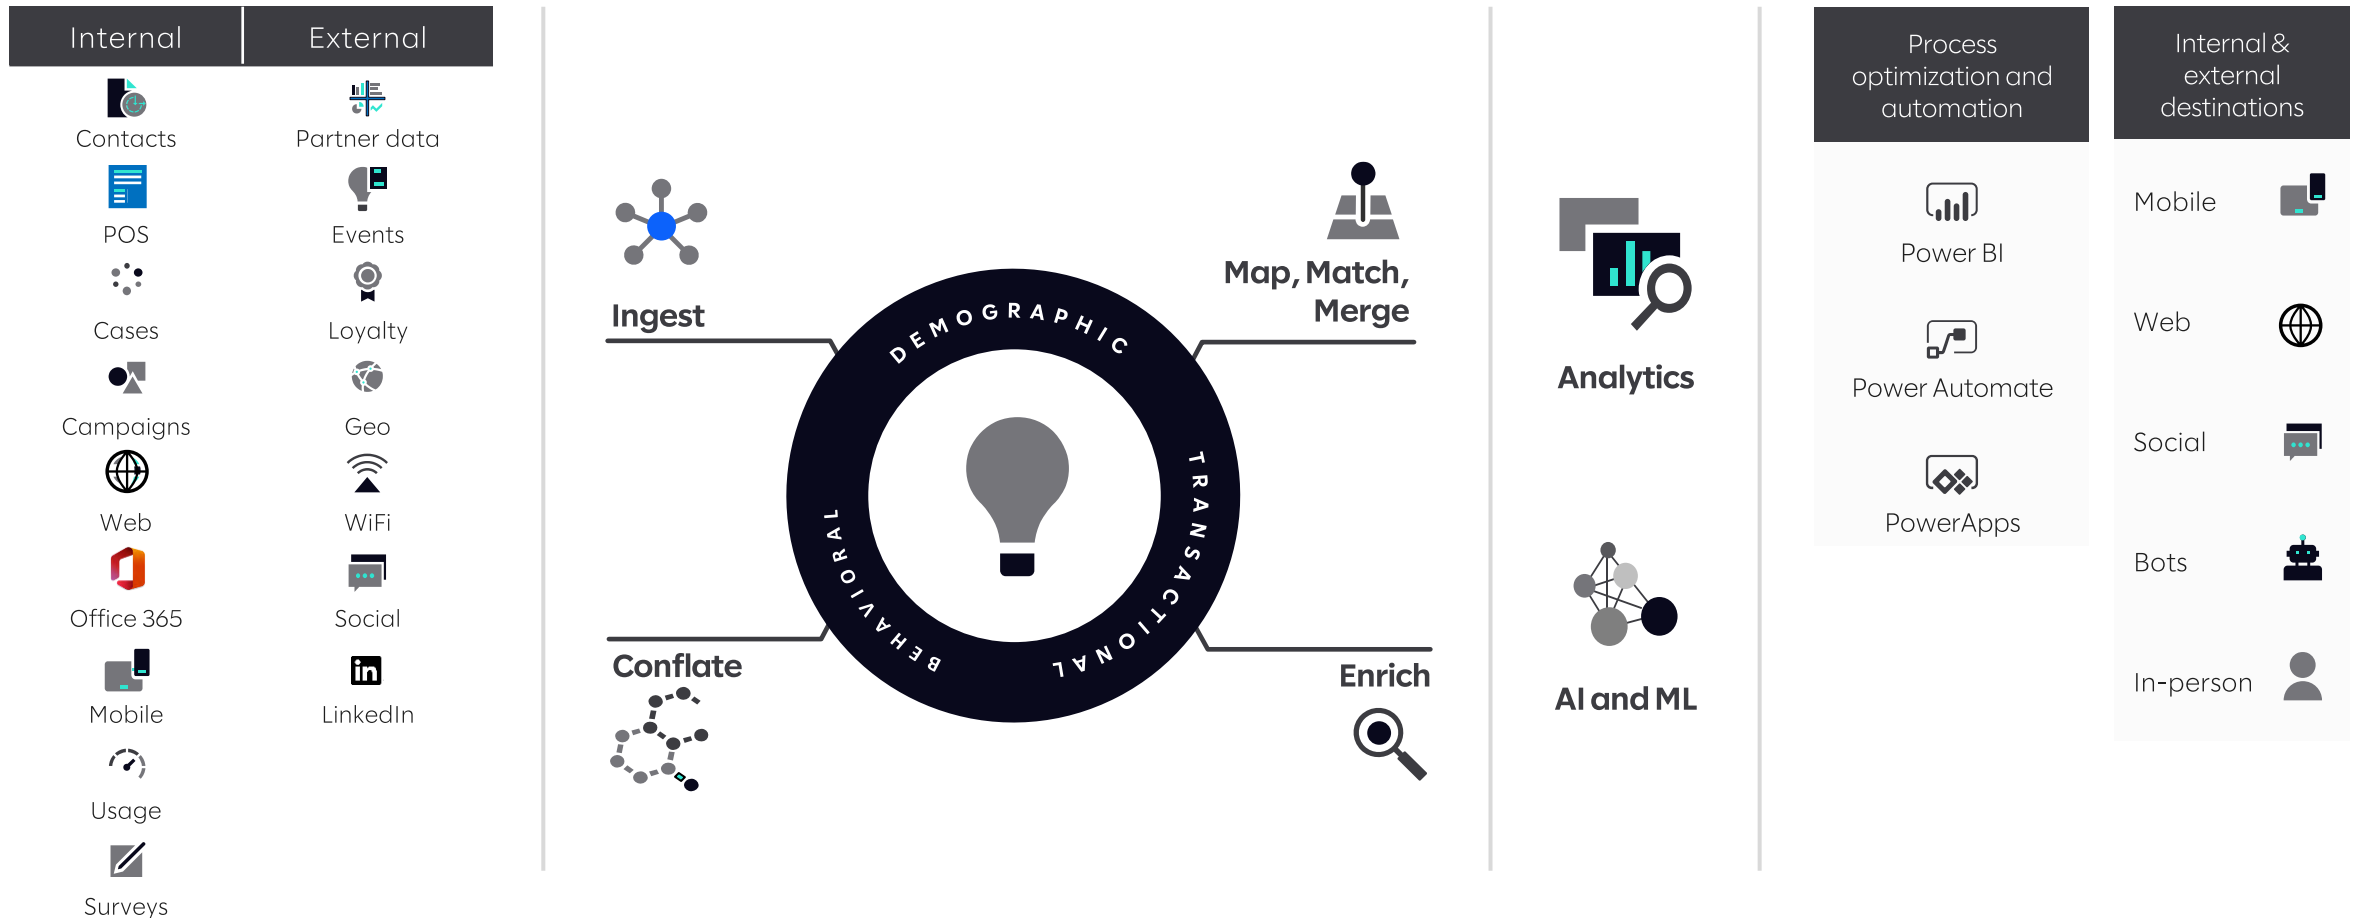 Internal
External
Contacts
POS
Cases
Campaigns
Web
Office 365
Mobile
Usage
Surveys
Partner data
Events
Loyalty
Geo
WiFi
Social
in
LinkedIn
Ingest
Map, Match,
Merge
DEMOGRAPHIC
TRANSACTIONAL
BEHAVIORAL
Conflate
Enrich
Analytics
AI and ML
Process
optimization and
automation
Power BI
Power Automate
PowerApps
Internal &
external
destinations
Mobile
Web
Social
Bots
In-person